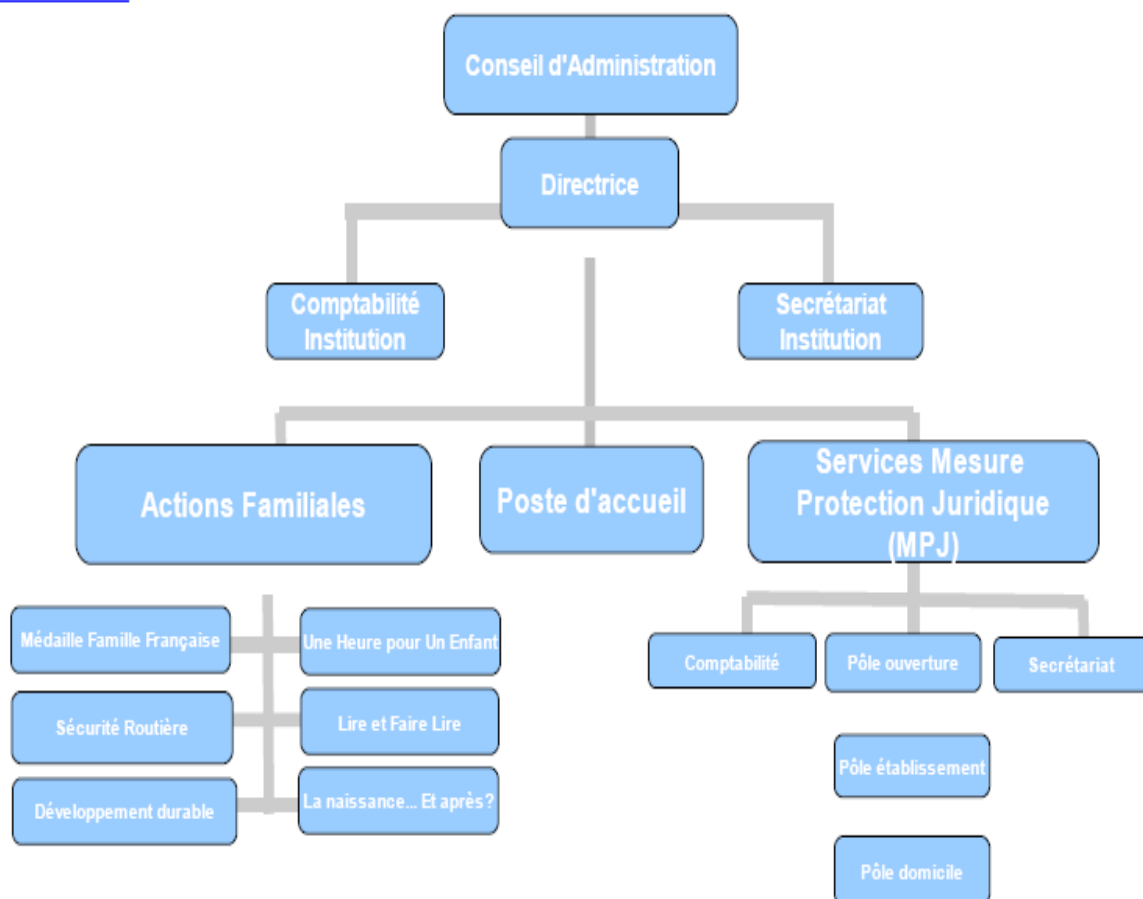 Conseil d'Administration
Directrice
Comptabilité
Institution
Secrétariat
Institution
Actions Familiales
Poste d'accueil
Services Mesure
Protection Juridique
(MPJ)
Médaille Famille Française
Une Heure pour Un Enfant
Sécurité Routière
Lire et Faire Lire
Développement durable
La naissance... Et après?
Comptabilité
Pôle ouverture
Secrétariat
Pôle établissement
Pôle domicile